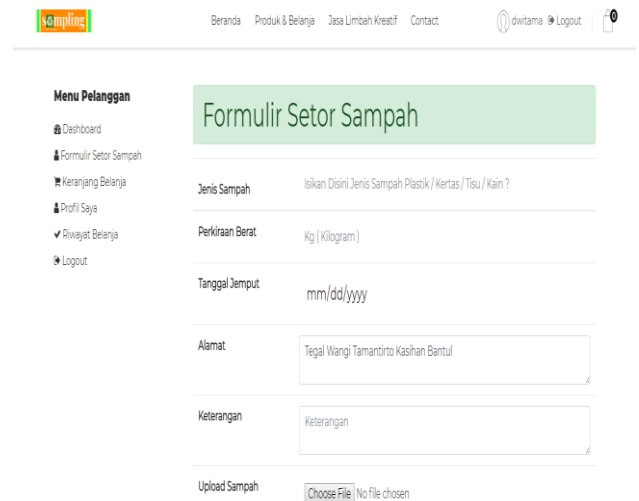 sampling
Beranda Produk & Belanja Jasa Limbah Kreatif Contact dwitama Logout 0
Menu Pelanggan
Dashboard
Formulir Setor Sampah
Keranjang Belanja
Profil Saya
Riwayat Belanja
Logout
Formulir Setor Sampah
Jenis Sampah Isikan Disini Jenis Sampah Plastik / Kertas / Tisu / Kain ?
Perkiraan Berat Kg ( Kilogram )
Tanggal Jemput mm/dd/yyyy
Alamat Tegal Wangi Tamantirto Kasihan Bantul
Keterangan Keterangan
Upload Sampah Choose File No file chosen